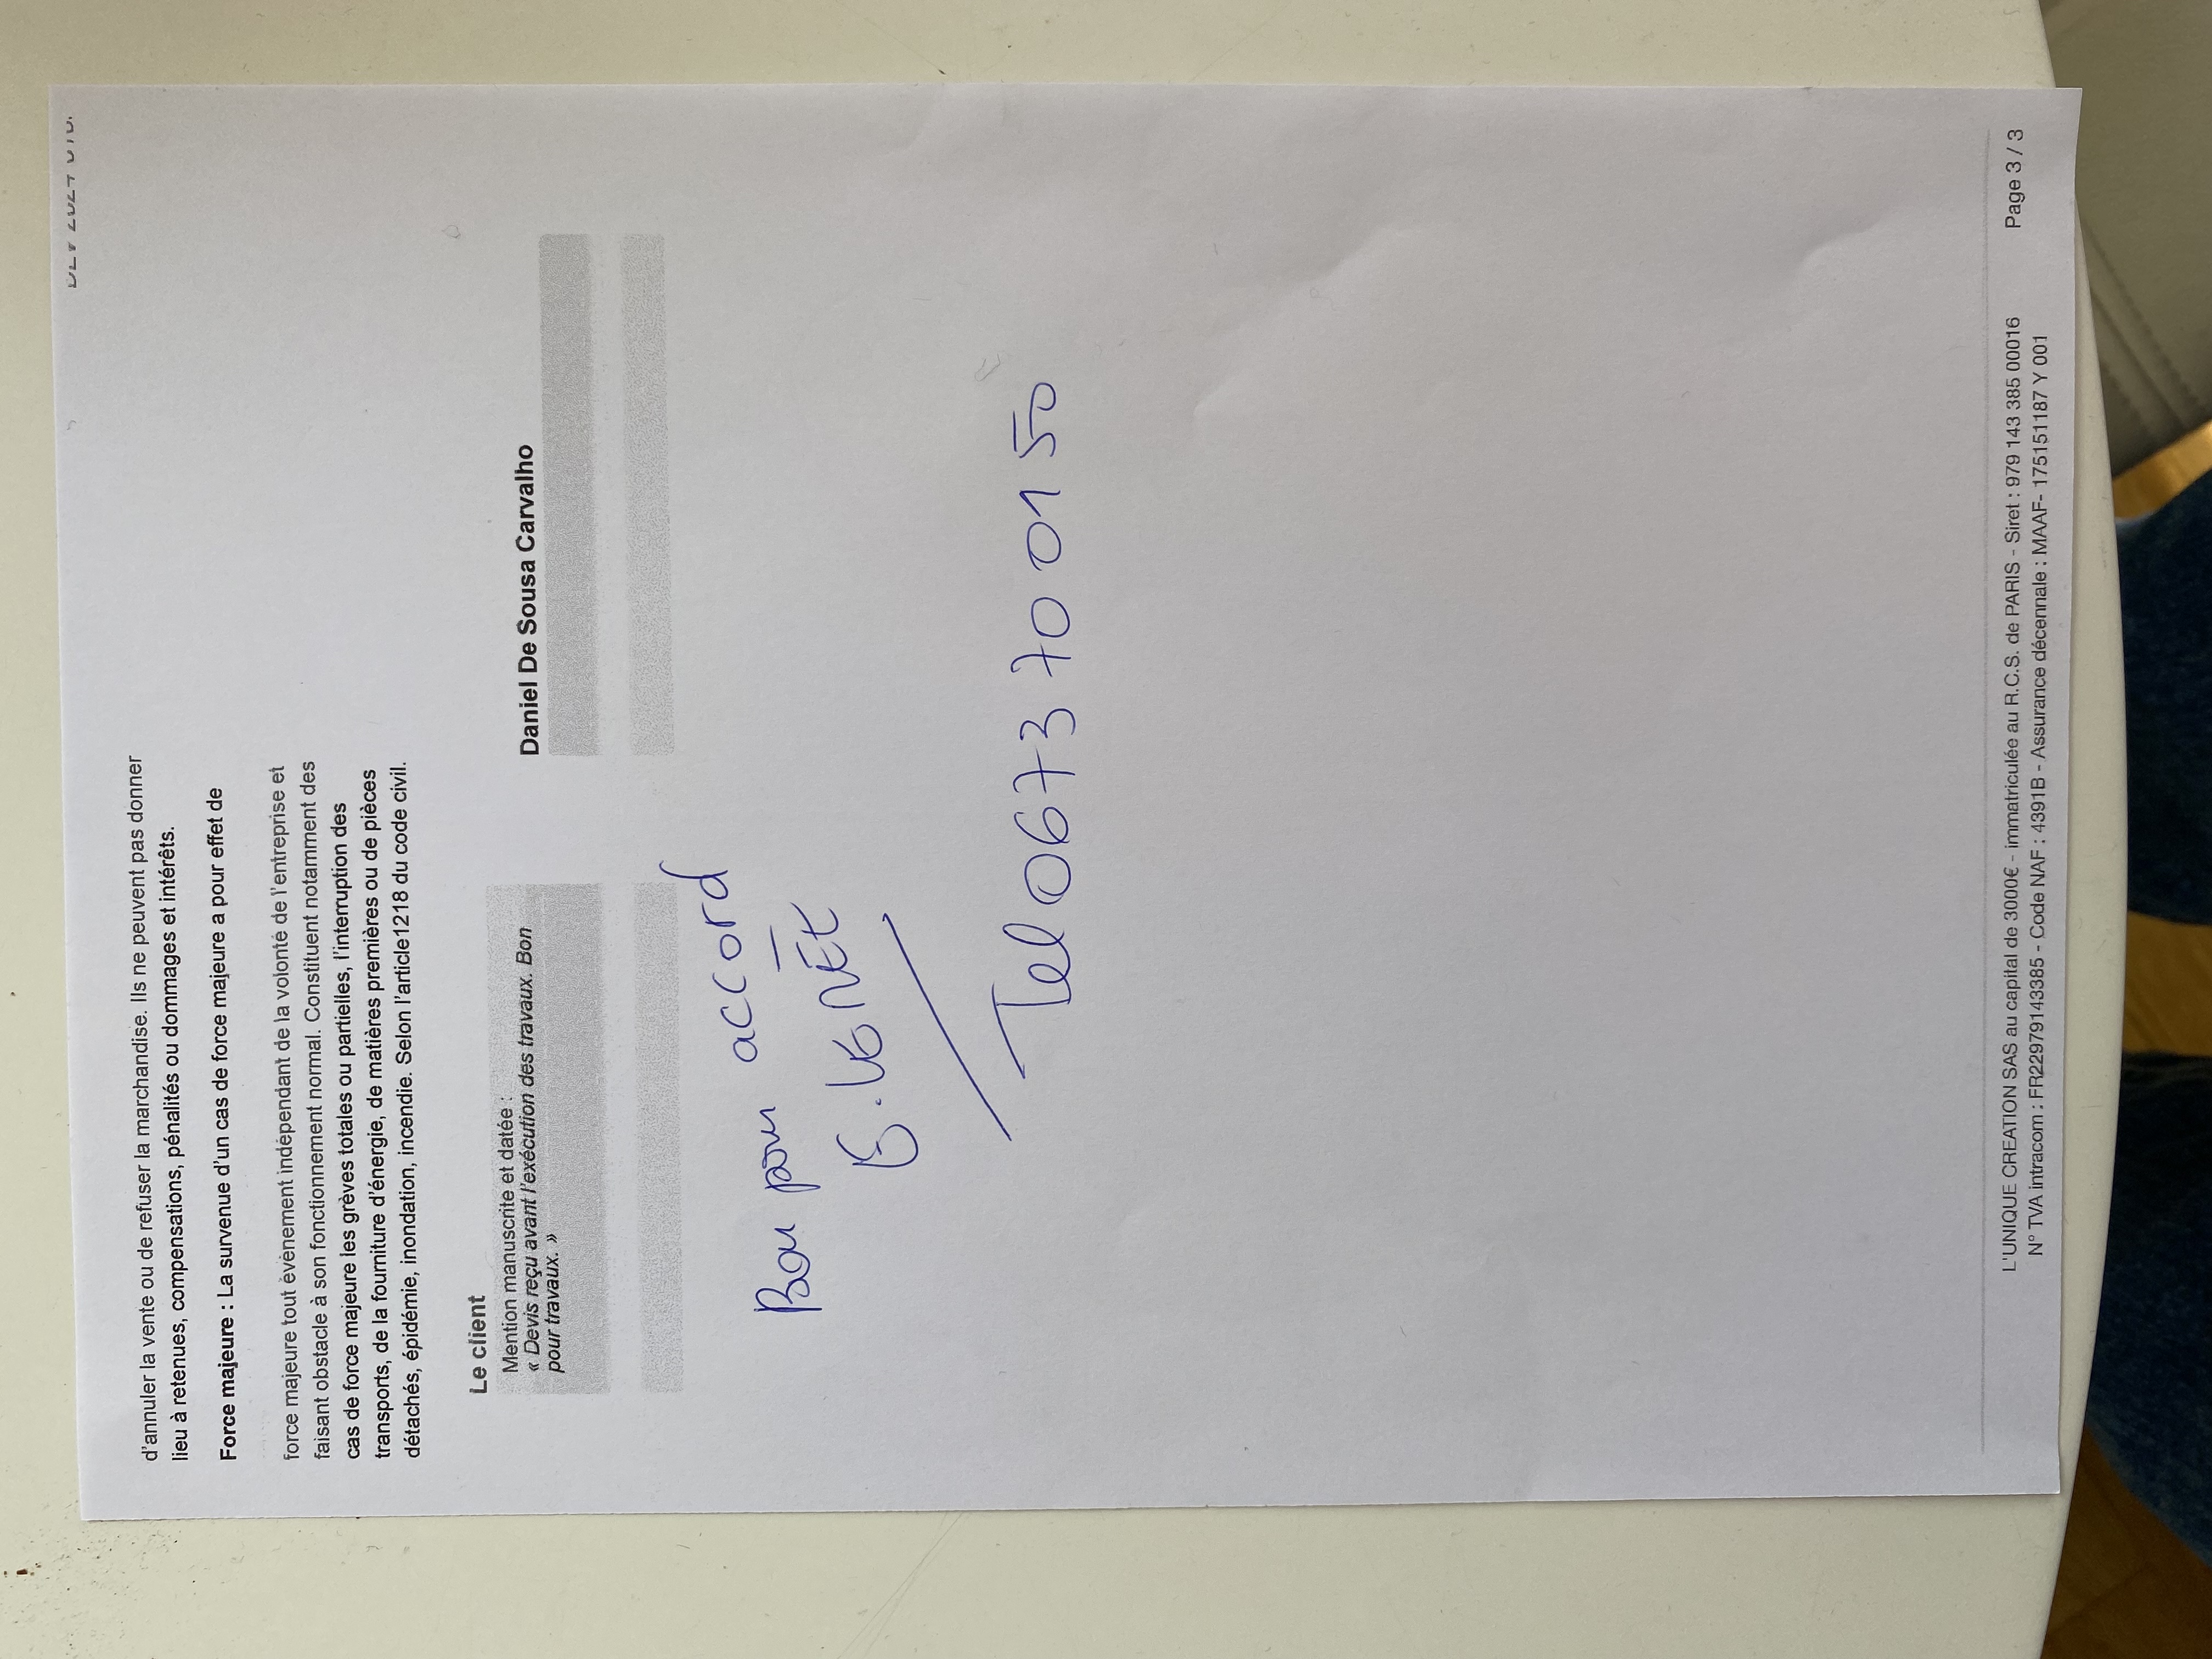 d'annuler la vente ou de refuser la marchandise. Ils ne peuvent pas donner
lieu à retenues, compensations, pénalités ou dommages et intérêts.
Force majeure : La survenue d'un cas de force majeure a pour effet de
force majeure tout évènement indépendant de la volonté de l'entreprise et
faisant obstacle à son fonctionnement normal. Constituent notamment des
cas de force majeure les grèves totales ou partielles, l'interruption des
transports, de la fourniture d'énergie, de matières premières ou de pièces
détachés, épidémie, inondation, incendie. Selon l'article1218 du code civil.
Le client
Mention manuscrite et datée :
« Devis reçu avant l'exécution des travaux. Bon
pour travaux. »
Daniel De Sousa Carvalho
Bon pour accord
Tel 06 73 70 01 50
L'UNIQUE CREATION SAS au capital de 3000€ - immatriculée au R.C.S. de PARIS - Siret : 979 143 385 00016
N° TVA intracom : FR22979143385 - Code NAF : 4391B - Assurance décennale : MAAF- 175151187 Y 001
Page 3 / 3